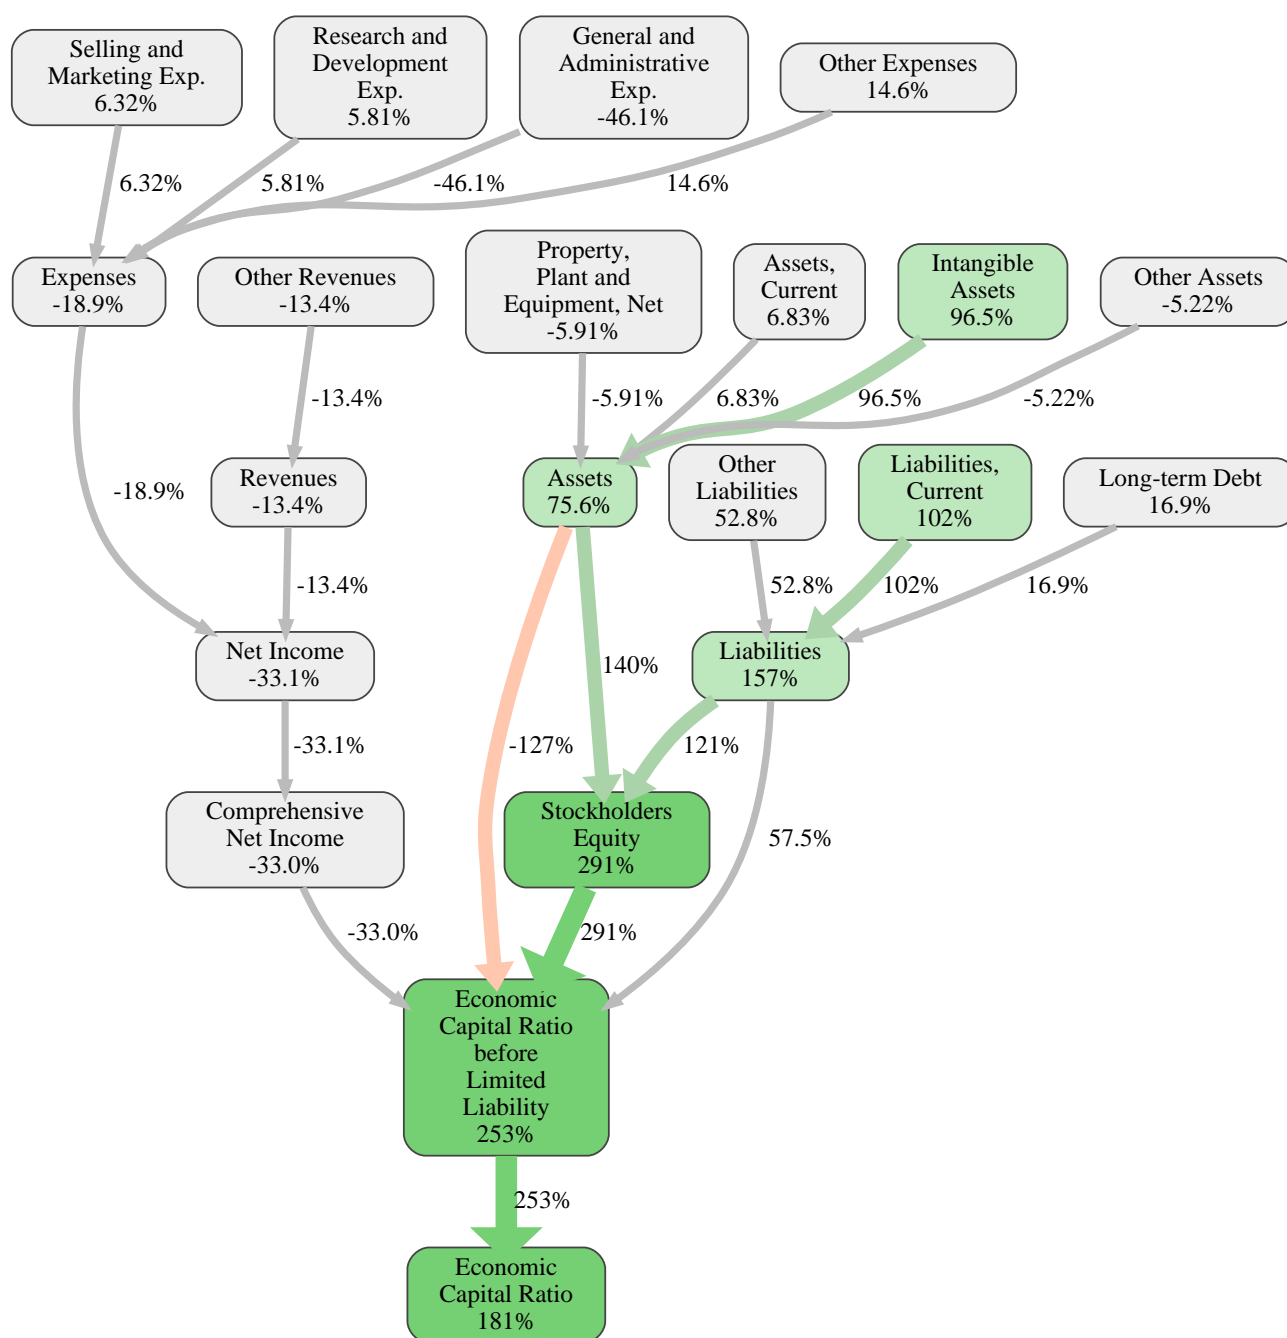 Selling and
Marketing Exp.
6.32%
Research and
Development
Exp.
5.81%
General and
Administrative
Exp.
-46.1%
Other Expenses
14.6%
6.32%
5.81%
-46.1%
14.6%
Expenses
-18.9%
Other Revenues
-13.4%
Property,
Plant and
Equipment, Net
-5.91%
Assets,
Current
6.83%
Intangible
Assets
96.5%
Other Assets
-5.22%
-13.4%
-5.91%
6.83%
96.5%
-5.22%
-18.9%
Revenues
-13.4%
Assets
75.6%
Other
Liabilities
52.8%
Liabilities,
Current
102%
Long-term Debt
16.9%
-13.4%
52.8%
102%
16.9%
Net Income
-33.1%
140%
Liabilities
157%
-33.1%
-127%
121%
Comprehensive
Net Income
-33.0%
Stockholders
Equity
291%
57.5%
-33.0%
291%
Economic
Capital Ratio
before
Limited
Liability
253%
253%
Economic
Capital Ratio
181%